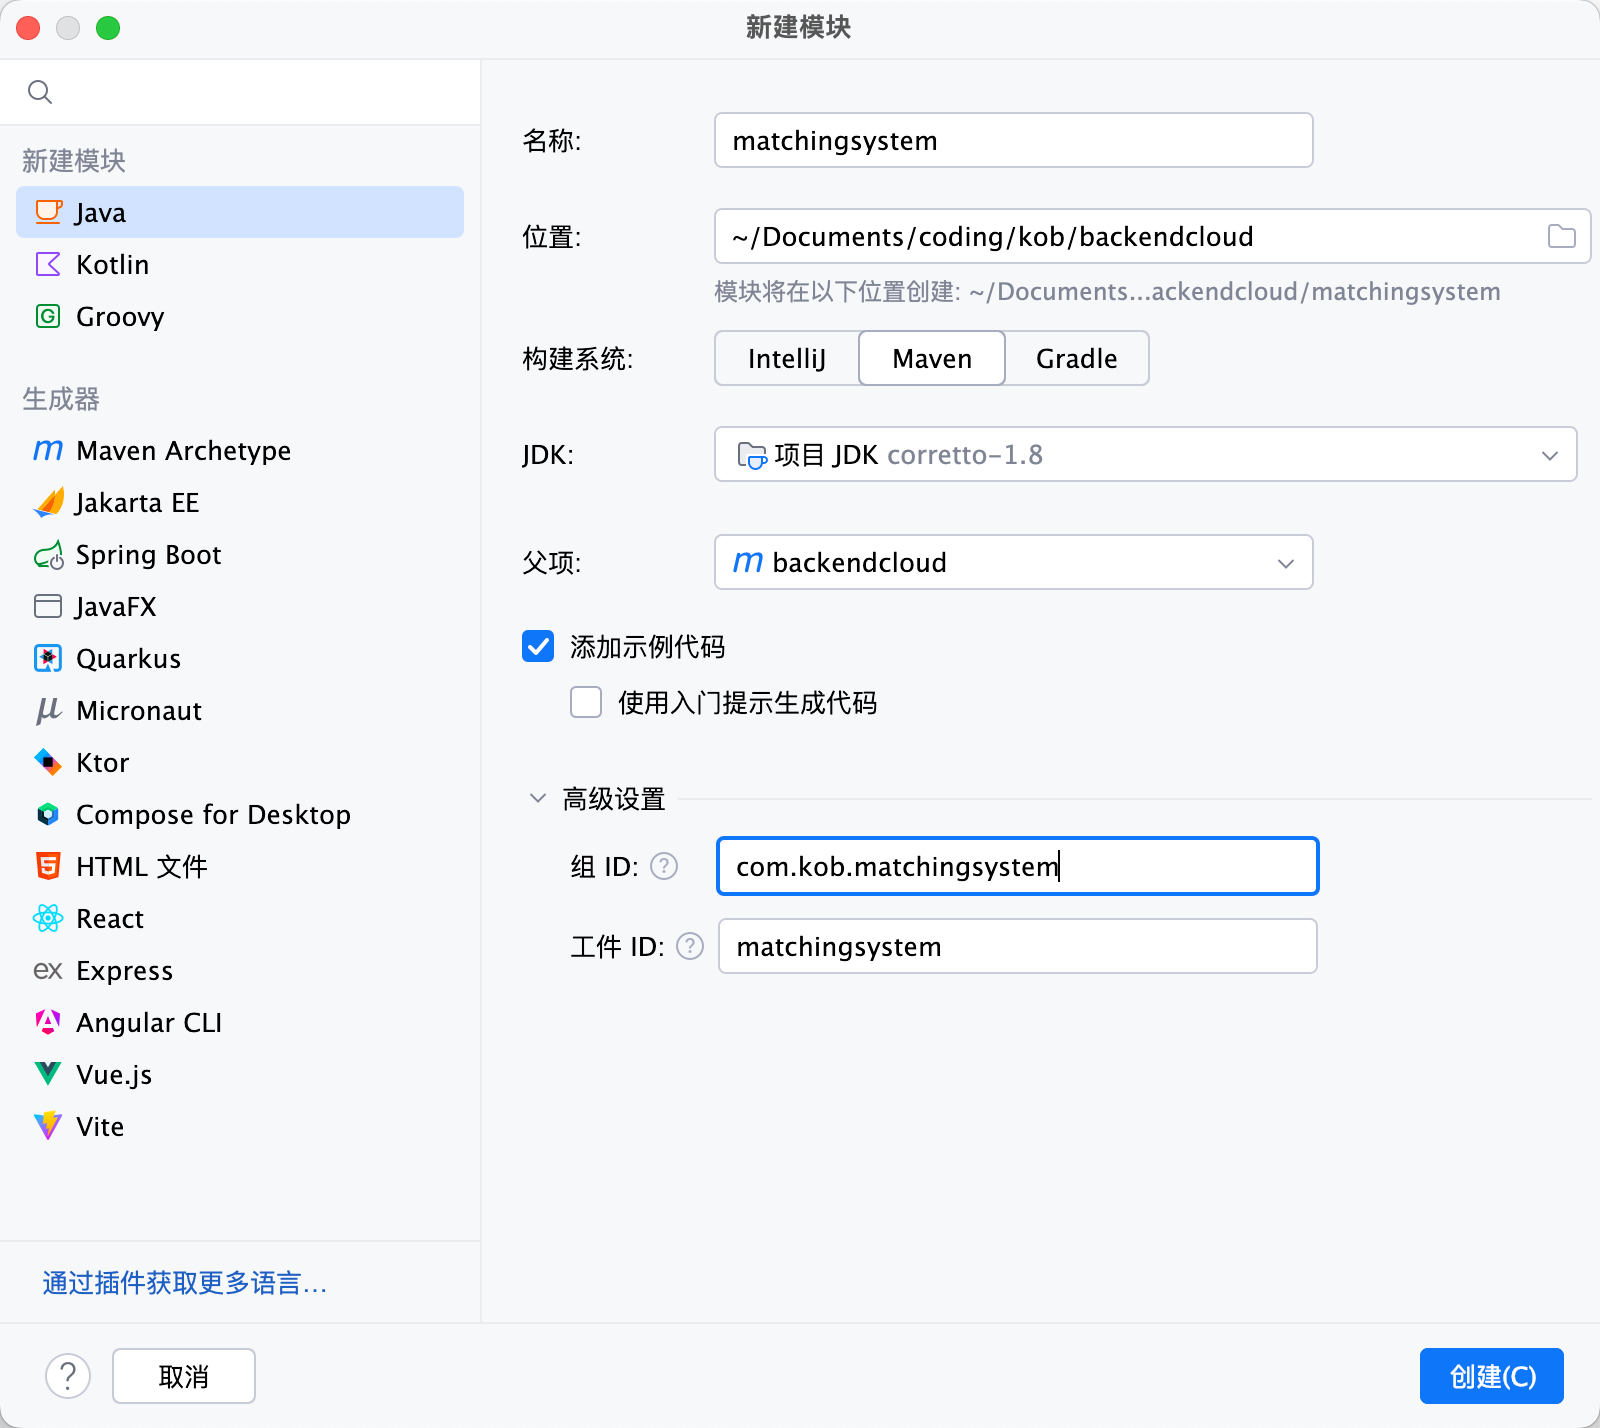 新建模块
新建模块
Java
Kotlin
Groovy
生成器
Maven Archetype
Jakarta EE
Spring Boot
JavaFX
Quarkus
Micronaut
Ktor
Compose for Desktop
HTML 文件
React
Express
Angular CLI
Vue.js
Vite
通过插件获取更多语言...
名称:
matchingsystem
位置:
~/Documents/coding/kob/backendcloud
模块将在以下位置创建: ~/Documents...ackendcloud/matchingsystem
构建系统:
IntelliJ
Maven
Gradle
JDK:
项目 JDK corretto-1.8
父项:
backendcloud
添加示例代码
使用入门提示生成代码
高级设置
组 ID: ?
com.kob.matchingsystem
工件 ID: ?
matchingsystem
?
取消
创建(C)